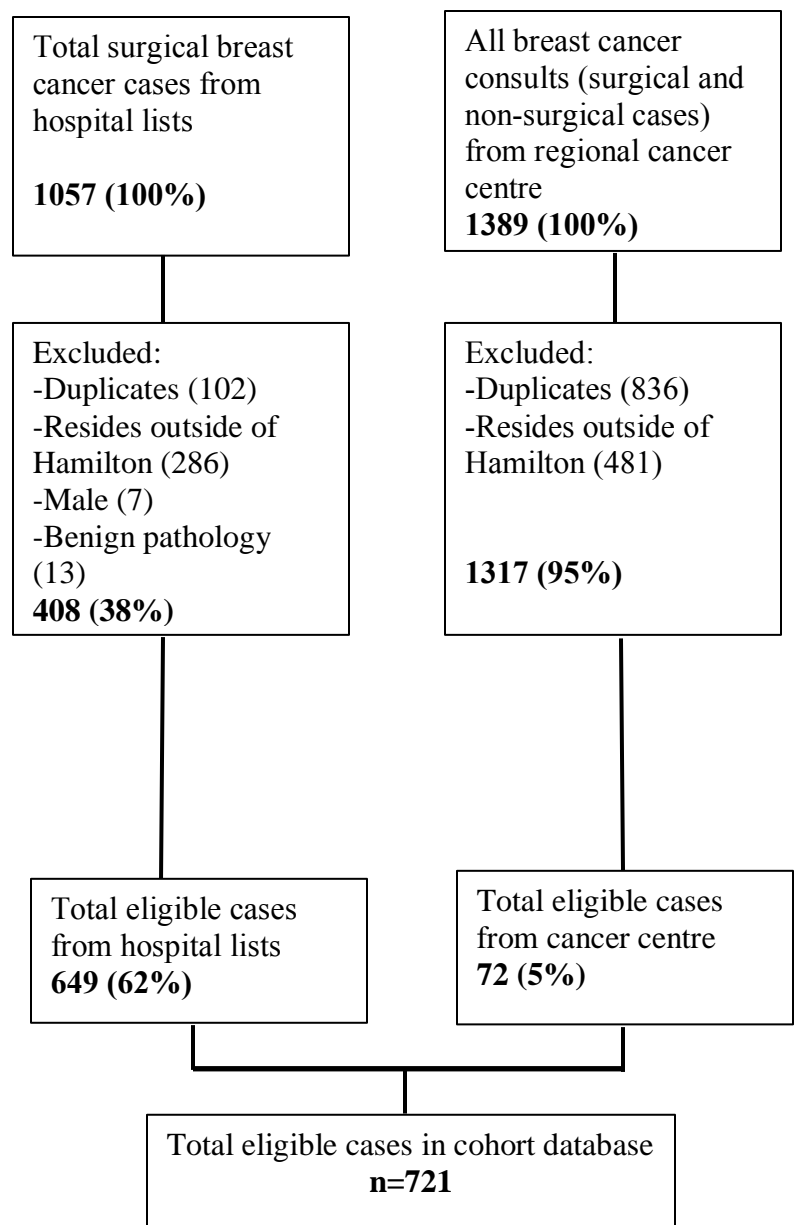 Total surgical breast
cancer cases from
hospital lists
1057 (100%)
All breast cancer
consults (surgical and
non-surgical cases)
from regional cancer
centre
1389 (100%)
Excluded:
-Duplicates (102)
-Resides outside of
Hamilton (286)
-Male (7)
-Benign pathology
(13)
408 (38%)
Excluded:
-Duplicates (836)
-Resides outside of
Hamilton (481)
1317 (95%)
Total eligible cases
from hospital lists
649 (62%)
Total eligible cases
from cancer centre
72 (5%)
Total eligible cases in cohort database
n=721